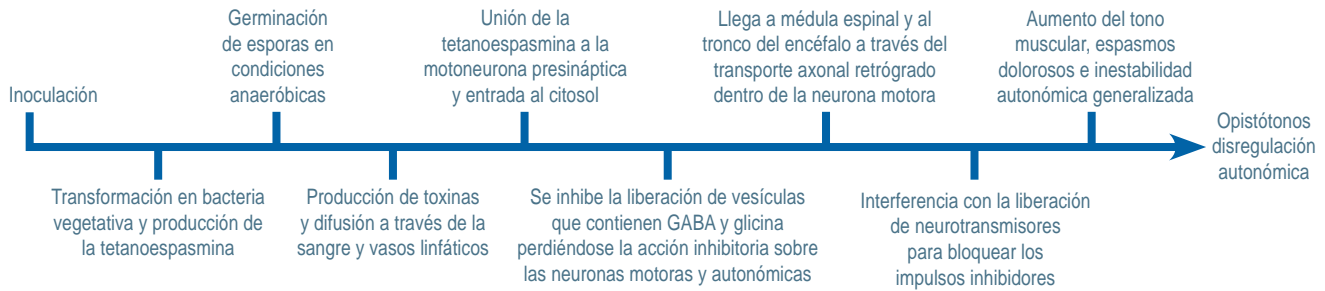 Inoculación
Transformación en bacteria
vegetativa y producción de
la tetanoespasmina
Germinación
de esporas en
condiciones
anaeróbicas
Producción de toxinas
y difusión a través de la
sangre y vasos linfáticos
Unión de la
tetanoespasmina a la
motoneurona presináptica
y entrada al citosol
Se inhibe la liberación de vesículas
que contienen GABA y glicina
perdiéndose la acción inhibitoria sobre
las neuronas motoras y autonómicas
Llega a médula espinal y al
tronco del encéfalo a través del
transporte axonal retrógrado
dentro de la neurona motora
Interferencia con la liberación
de neurotransmisores
para bloquear los
impulsos inhibidores
Aumento del tono
muscular, espasmos
dolorosos e inestabilidad
autonómica generalizada
Opistótonos
disregulación
autonómica